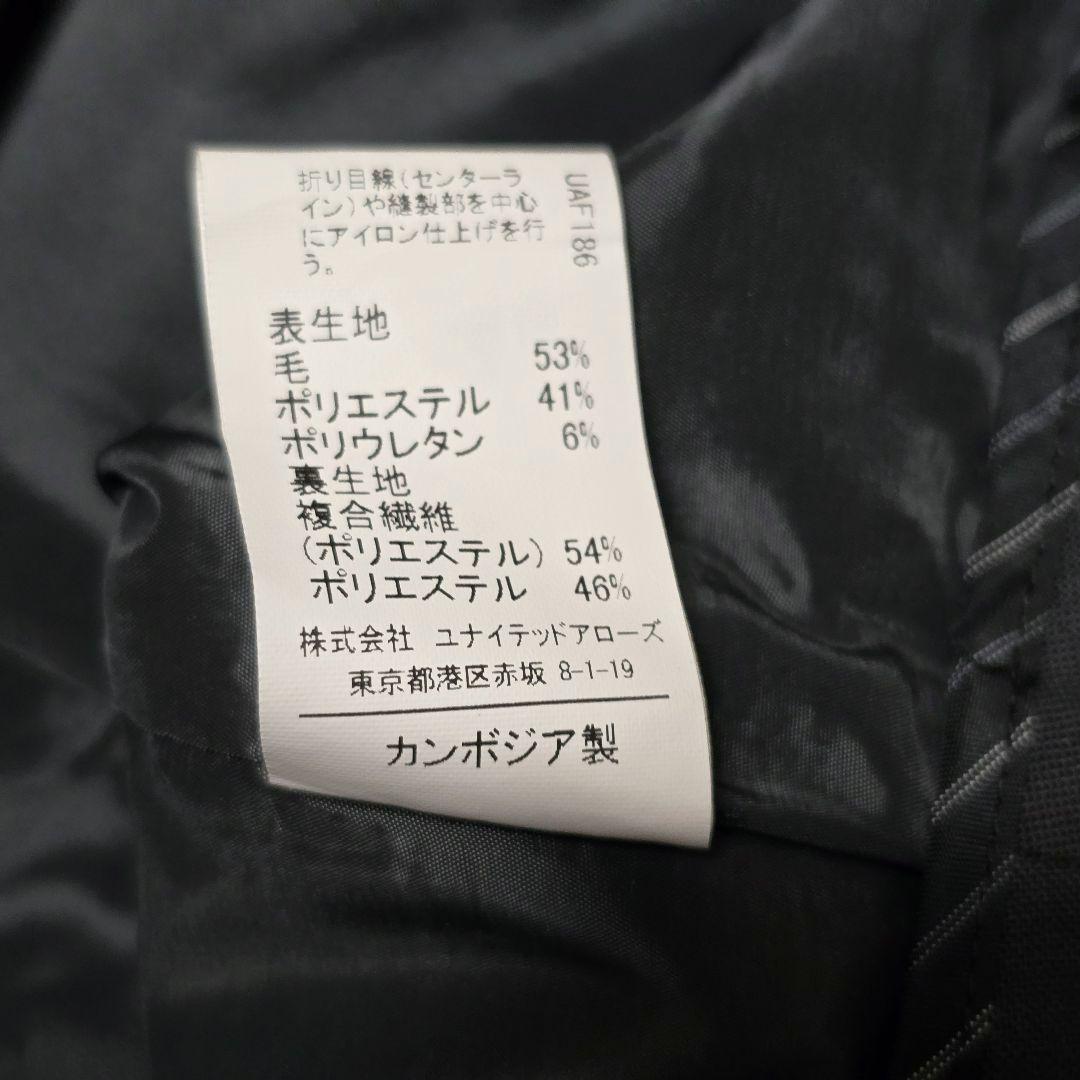 折り目線(センターラ
イン)や縫製部を中心
にアイロン仕上げを行
う。
UAF186
表生地
毛 53%
ポリエステル 41%
ポリウレタン 6%
裏生地
複合繊維
(ポリエステル) 54%
ポリエステル 46%
株式会社 ユナイテッドアローズ
東京都港区赤坂 8-1-19
カンボジア製